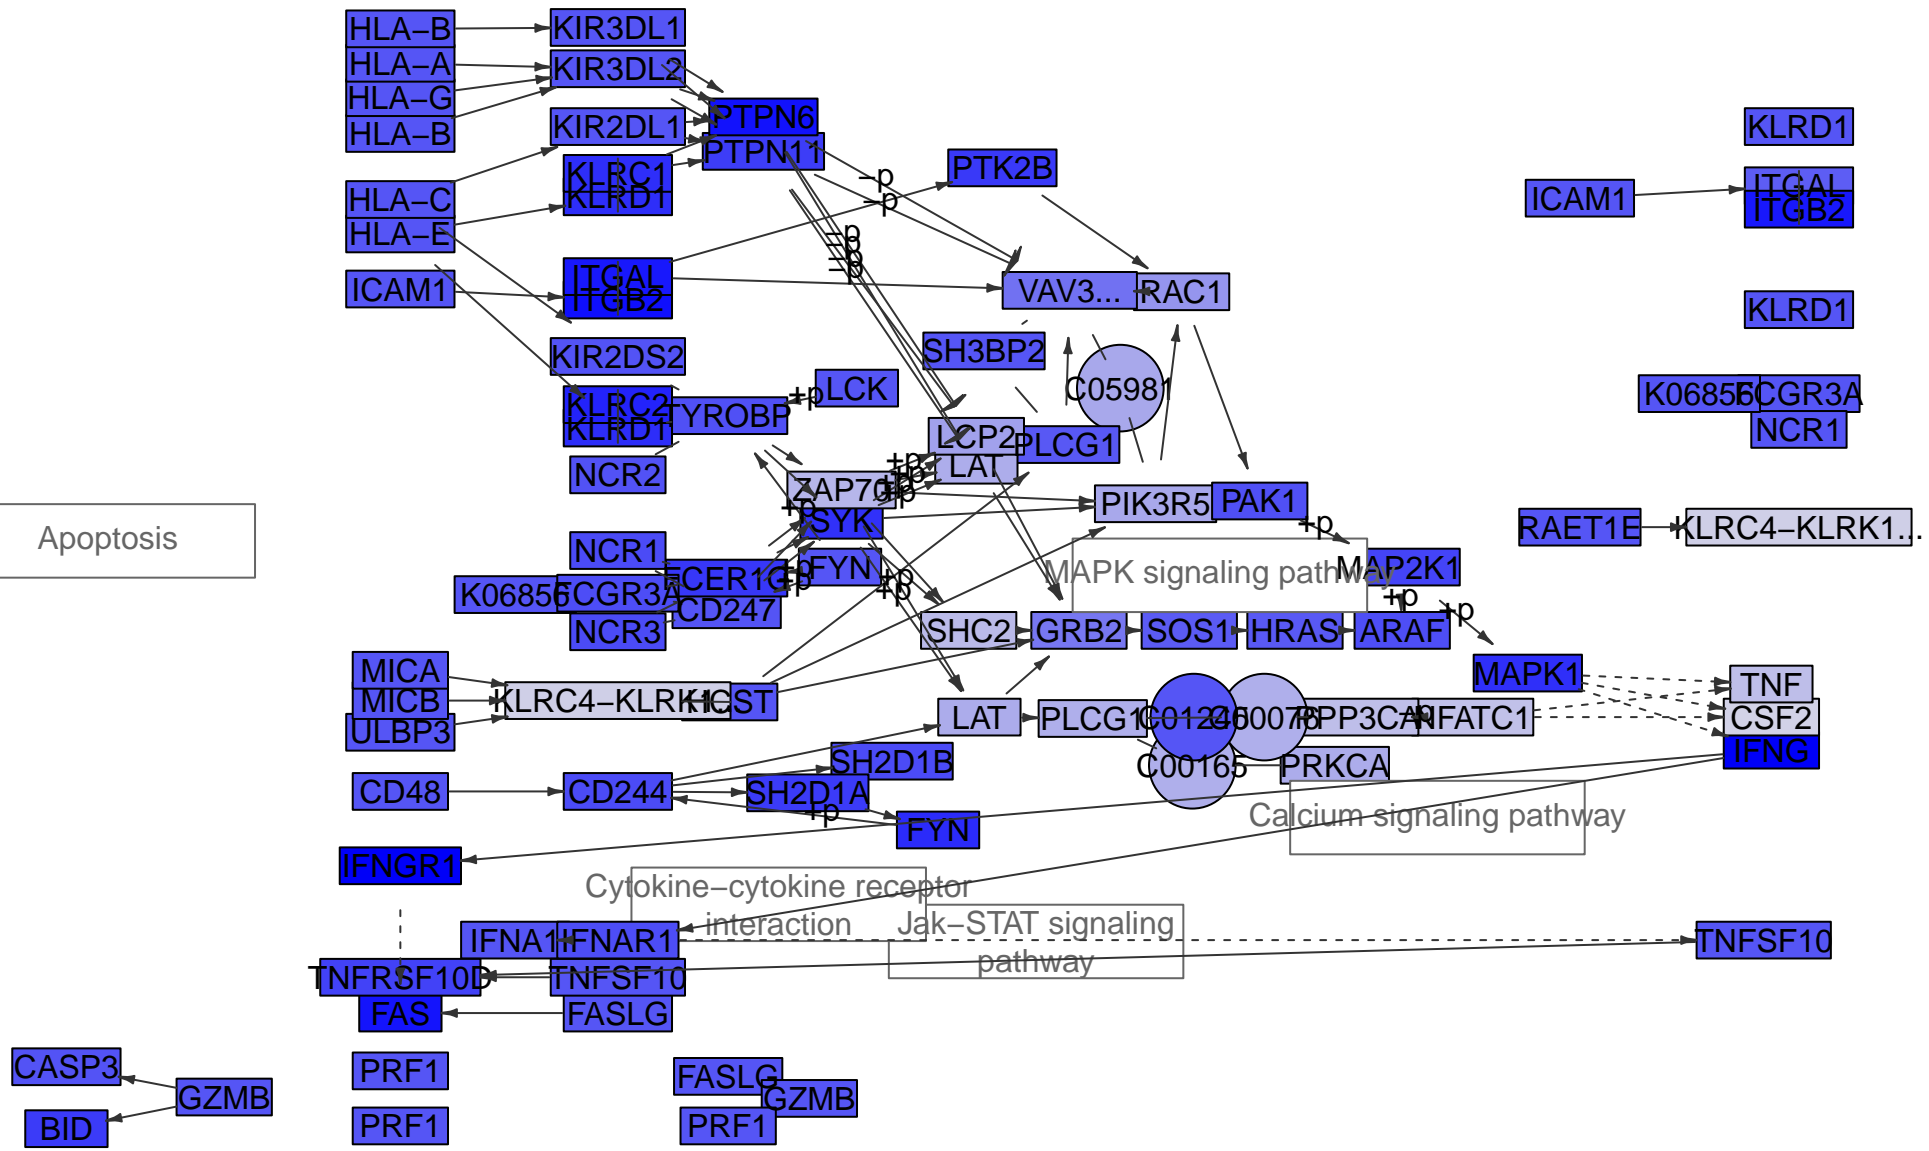 HLA−B
KIR3DL1
HLA−A
KIR3DL2
HLA−G
HLA−B
PTPN6
KIR2DL1
PTPN11
KLRD1
PTK2B
KLRC1
KLRD1
−p
−p
HLA−C
HLA−E
ICAM1
ITGAL
ITGB2
−p
−p
−p
−p
ICAM1
ITGAL
ITGB2
VAV3...
RAC1
KLRD1
SH3BP2
KIR2DS2
LCK
+p
C05981
K06856
FCGR3A
NCR1
KLRC2
KLRD1
TYROBP
LCP2
PLCG1
LAT
NCR2
+p
+p
+p
+p
ZAP70
PIK3R5
PAK1
+p
SYK
+p
RAET1E
KLRC4−KLRK1...
Apoptosis
NCR1
FCER1G
FYN
+p
+p
+p
MAPK signaling pathway
MAP2K1
K06856
FCGR3A
CD247
+p
+p
NCR3
SHC2
GRB2
SOS1
HRAS
ARAF
MICA
MICB
ULBP3
KLRC4−KLRK1...
HCST
MAPK1
TNF
CSF2
IFNG
LAT
PLCG1
C01245
C00076
PPP3CA
NFATC1
C00165
PRKCA
SH2D1B
CD48
CD244
SH2D1A
+p
FYN
Calcium signaling pathway
IFNGR1
Cytokine−cytokine receptor
interaction
Jak−STAT signaling
pathway
IFNA1
IFNAR1
TNFSF10
TNFRSF10D
TNFSF10
FAS
FASLG
CASP3
PRF1
FASLG
GZMB
GZMB
BID
PRF1
PRF1